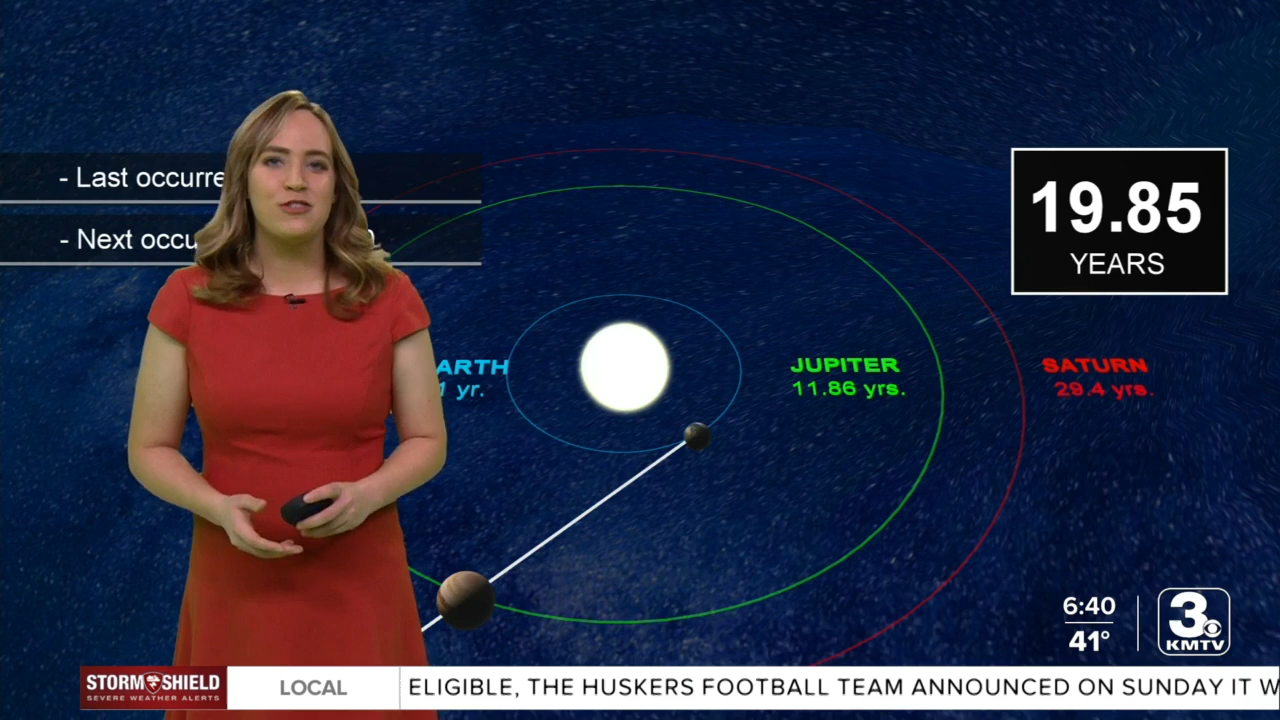 - Last occurre
- Next occu
19.85
YEARS
ARTH
1 yr.
JUPITER
11.86 yrs.
SATURN
29.4 yrs.
6:40
41°
3
KMTV
STORM SHIELD
SEVERE WEATHER ALERTS
LOCAL
ELIGIBLE, THE HUSKERS FOOTBALL TEAM ANNOUNCED ON SUNDAY IT W